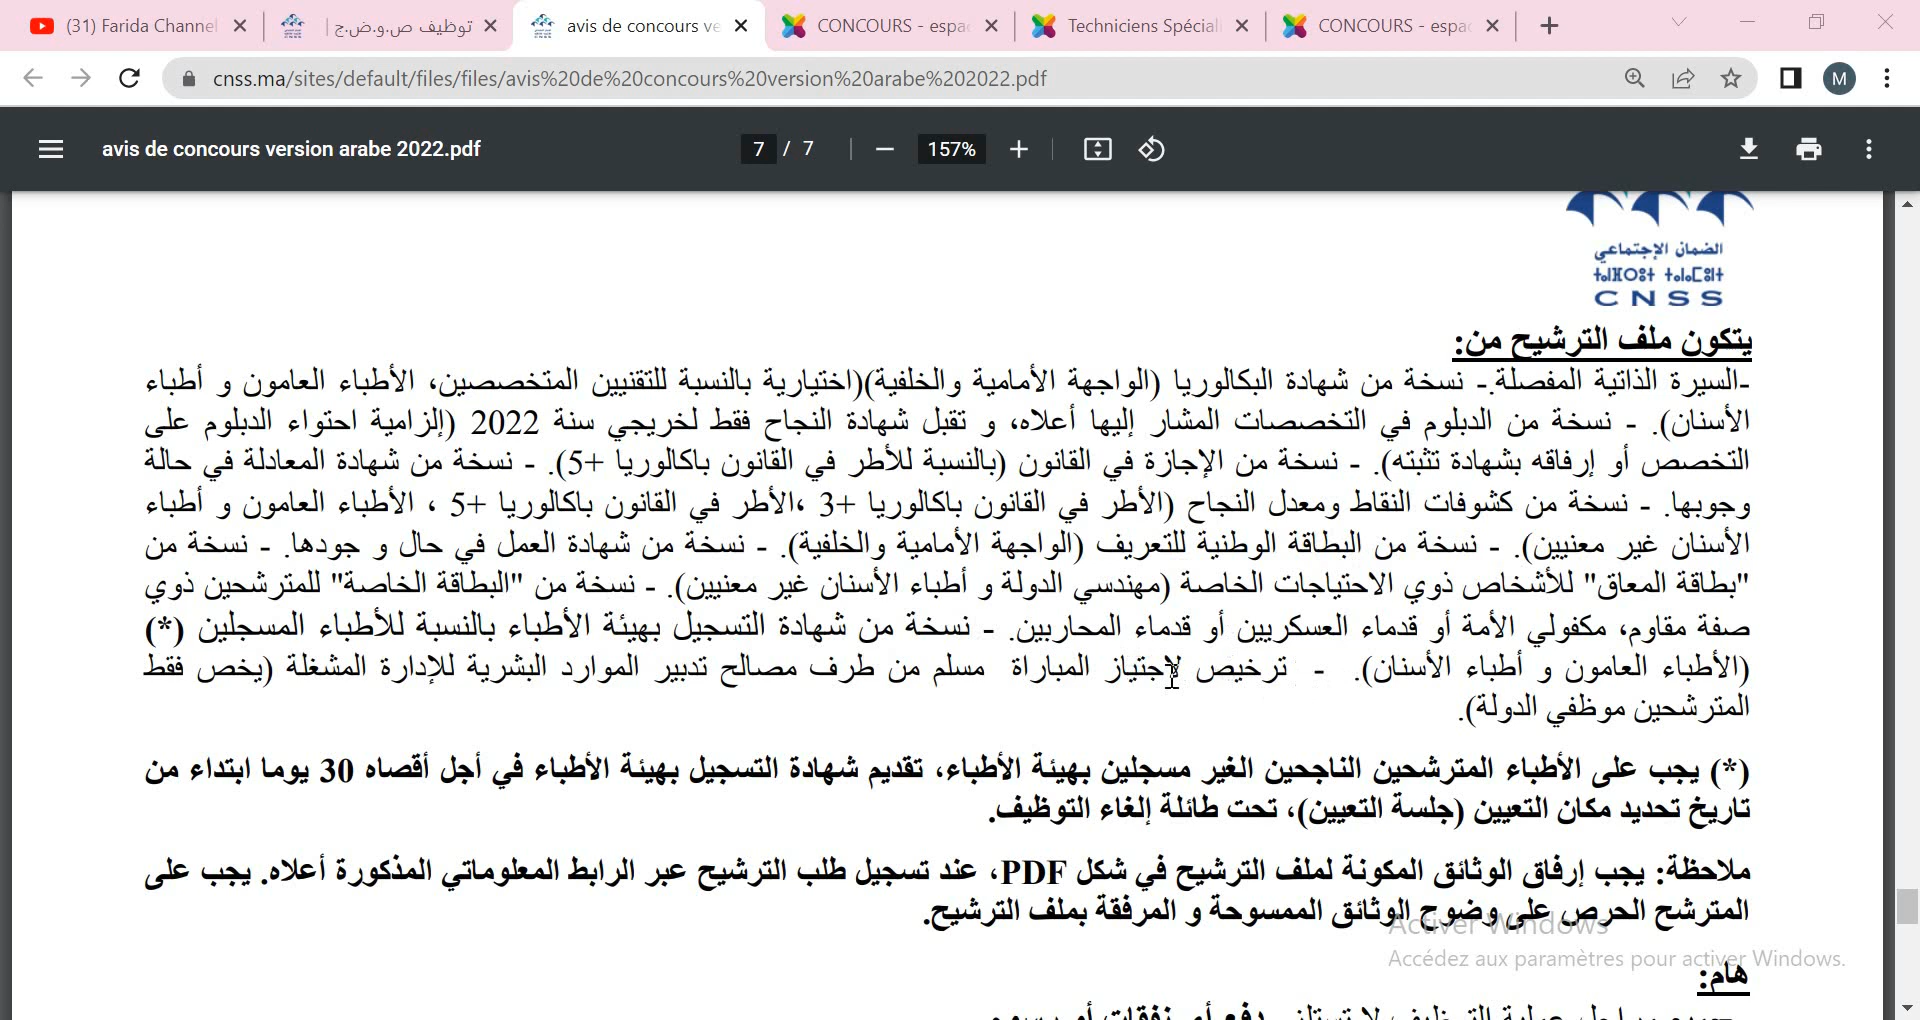 (31) Farida Channel
توظيف ص.و.ض.ج |
avis de concours ve
CONCOURS - espa
Techniciens Spécial
CONCOURS - espa
cnss.ma/sites/default/files/files/avis%20de%20concours%20version%20arabe%202022.pdf
M
avis de concours version arabe 2022.pdf
7 / 7
157%
الضمان الإجتماعي
ⵜⴰⵎⴰⵜⵓⵏⵜ
CNSS
يتكون ملف الترشيح من:
-السيرة الذاتية المفصلة.- نسخة من شهادة البكالوريا (الواجهة الأمامية والخلفية)(اختيارية بالنسبة للتقنيين المتخصصين، الأطباء العامون و أطباء
الأسنان). - نسخة من الدبلوم في التخصصات المشار إليها أعلاه، و تقبل شهادة النجاح فقط لخريجي سنة 2022 (إلزامية احتواء الدبلوم على
التخصص أو إرفاقه بشهادة تثبته). - نسخة من الإجازة في القانون (بالنسبة للأطر في القانون باكالوريا +5). - نسخة من شهادة المعادلة في حالة
وجوبها. - نسخة من كشوفات النقاط ومعدل النجاح (الأطر في القانون باكالوريا +3 ،الأطر في القانون باكالوريا +5 ، الأطباء العامون و أطباء
الأسنان غير معنيين). - نسخة من البطاقة الوطنية للتعريف (الواجهة الأمامية والخلفية). - نسخة من شهادة العمل في حال و جودها. - نسخة من
"بطاقة المعاق" للأشخاص ذوي الاحتياجات الخاصة (مهندسي الدولة و أطباء الأسنان غير معنيين). - نسخة من "البطاقة الخاصة" للمترشحين ذوي
صفة مقاوم، مكفولي الأمة أو قدماء العسكريين أو قدماء المحاربين. - نسخة من شهادة التسجيل بهيئة الأطباء بالنسبة للأطباء المسجلين (*)
(الأطباء العامون و أطباء الأسنان). - ترخيص لاجتياز المباراة مسلم من طرف مصالح تدبير الموارد البشرية للإدارة المشغلة (يخص فقط
المترشحين موظفي الدولة).
(*) يجب على الأطباء المترشحين الناجحين الغير مسجلين بهيئة الأطباء، تقديم شهادة التسجيل بهيئة الأطباء في أجل أقصاه 30 يوما ابتداء من
تاريخ تحديد مكان التعيين (جلسة التعيين)، تحت طائلة إلغاء التوظيف.
ملاحظة: يجب إرفاق الوثائق المكونة لملف الترشيح في شكل PDF، عند تسجيل طلب الترشيح عبر الرابط المعلوماتي المذكورة أعلاه. يجب على
المترشح الحرص على وضوح الوثائق الممسوحة و المرفقة بملف الترشيح.
Activer Windows
Accédez aux paramètres pour activer Windows.
هام: